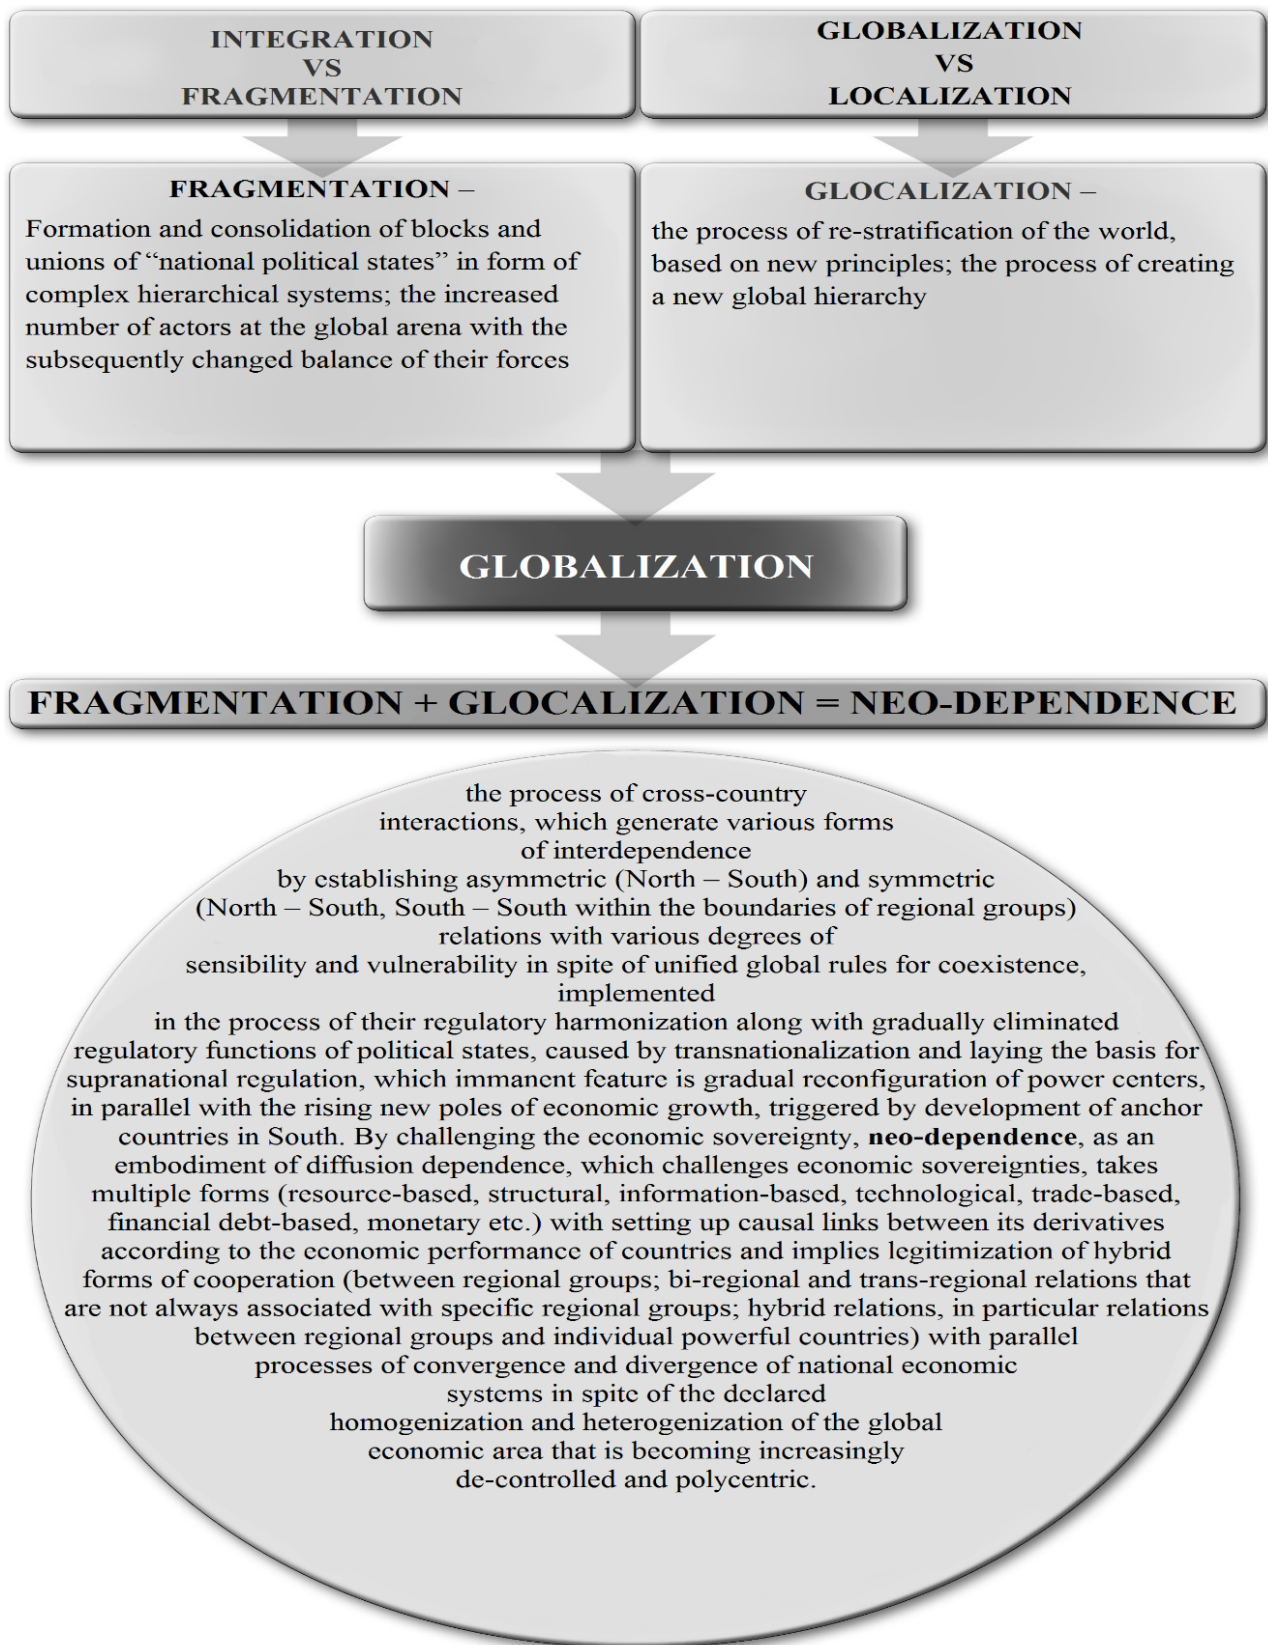 INTEGRATION
VS
FRAGMENTATION
GLOBALIZATION
VS
LOCALIZATION
FRAGMENTATION –
Formation and consolidation of blocks and
unions of “national political states” in form of
complex hierarchical systems; the increased
number of actors at the global arena with the
subsequently changed balance of their forces
GLOCALIZATION –
the process of re-stratification of the world,
based on new principles; the process of creating
a new global hierarchy
GLOBALIZATION
FRAGMENTATION + GLOCALIZATION = NEO-DEPENDENCE
the process of cross-country
interactions, which generate various forms
of interdependence
by establishing asymmetric (North – South) and symmetric
(North – South, South – South within the boundaries of regional groups)
relations with various degrees of
sensibility and vulnerability in spite of unified global rules for coexistence,
implemented
in the process of their regulatory harmonization along with gradually eliminated
regulatory functions of political states, caused by transnationalization and laying the basis for
supranational regulation, which immanent feature is gradual reconfiguration of power centers,
in parallel with the rising new poles of economic growth, triggered by development of anchor
countries in South. By challenging the economic sovereignty, neo-dependence, as an
embodiment of diffusion dependence, which challenges economic sovereignties, takes
multiple forms (resource-based, structural, information-based, technological, trade-based,
financial debt-based, monetary etc.) with setting up causal links between its derivatives
according to the economic performance of countries and implies legitimization of hybrid
forms of cooperation (between regional groups; bi-regional and trans-regional relations that
are not always associated with specific regional groups; hybrid relations, in particular relations
between regional groups and individual powerful countries) with parallel
processes of convergence and divergence of national economic
systems in spite of the declared
homogenization and heterogenization of the global
economic area that is becoming increasingly
de-controlled and polycentric.